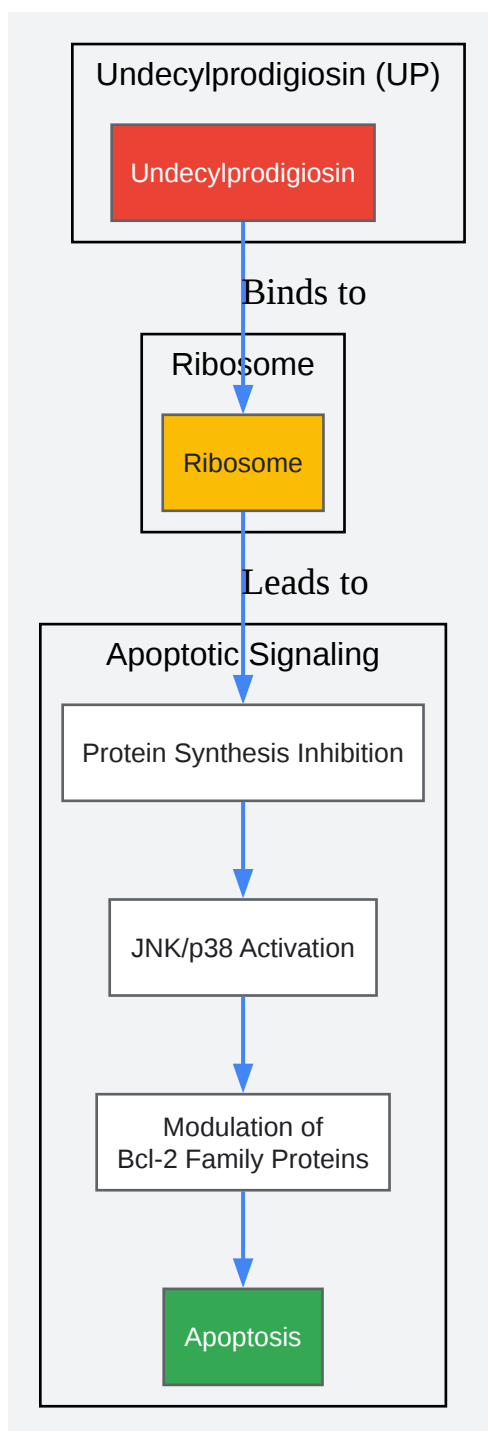 Undecylprodigiosin (UP)
Undecylprodigiosin
Binds to
Ribosome
Ribosome
Leads to
Apoptotic Signaling
Protein Synthesis Inhibition
JNK/p38 Activation
Modulation of
Bcl-2 Family Proteins
Apoptosis